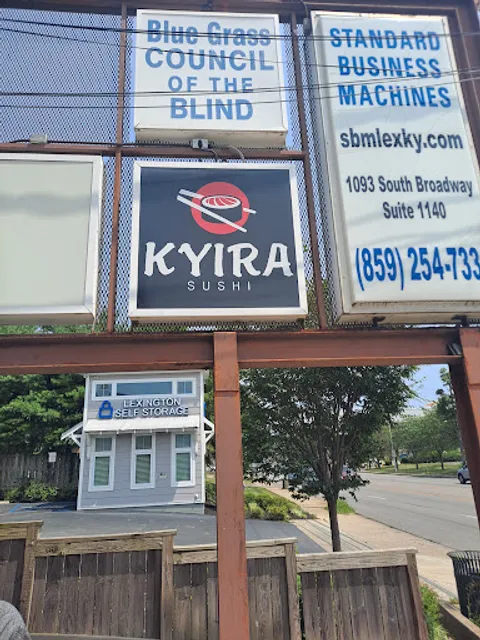 Blue Grass
COUNCIL
OF THE
BLIND
STANDARD
BUSINESS
MACHINES
sbmlexky.com
1093 South Broadway
Suite 1140
(859) 254-733
KYIRA
SUSHI
LEXINGTON
SELF STORAGE